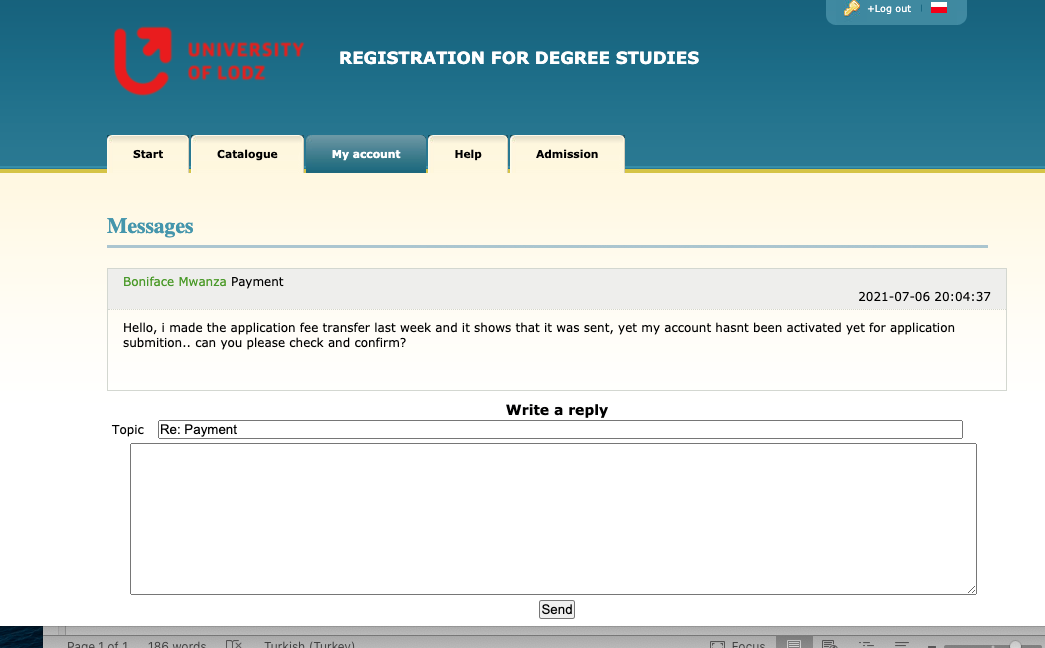 +Log out
UNIVERSITY
OF LODZ
REGISTRATION FOR DEGREE STUDIES
Start
Catalogue
My account
Help
Admission
Messages
Boniface Mwanza Payment
2021-07-06 20:04:37
Hello, i made the application fee transfer last week and it shows that it was sent, yet my account hasnt been activated yet for application
submition.. can you please check and confirm?
Write a reply
Topic Re: Payment
Send
Page 1 of 1 186 words Turkish (Turkey) Focus